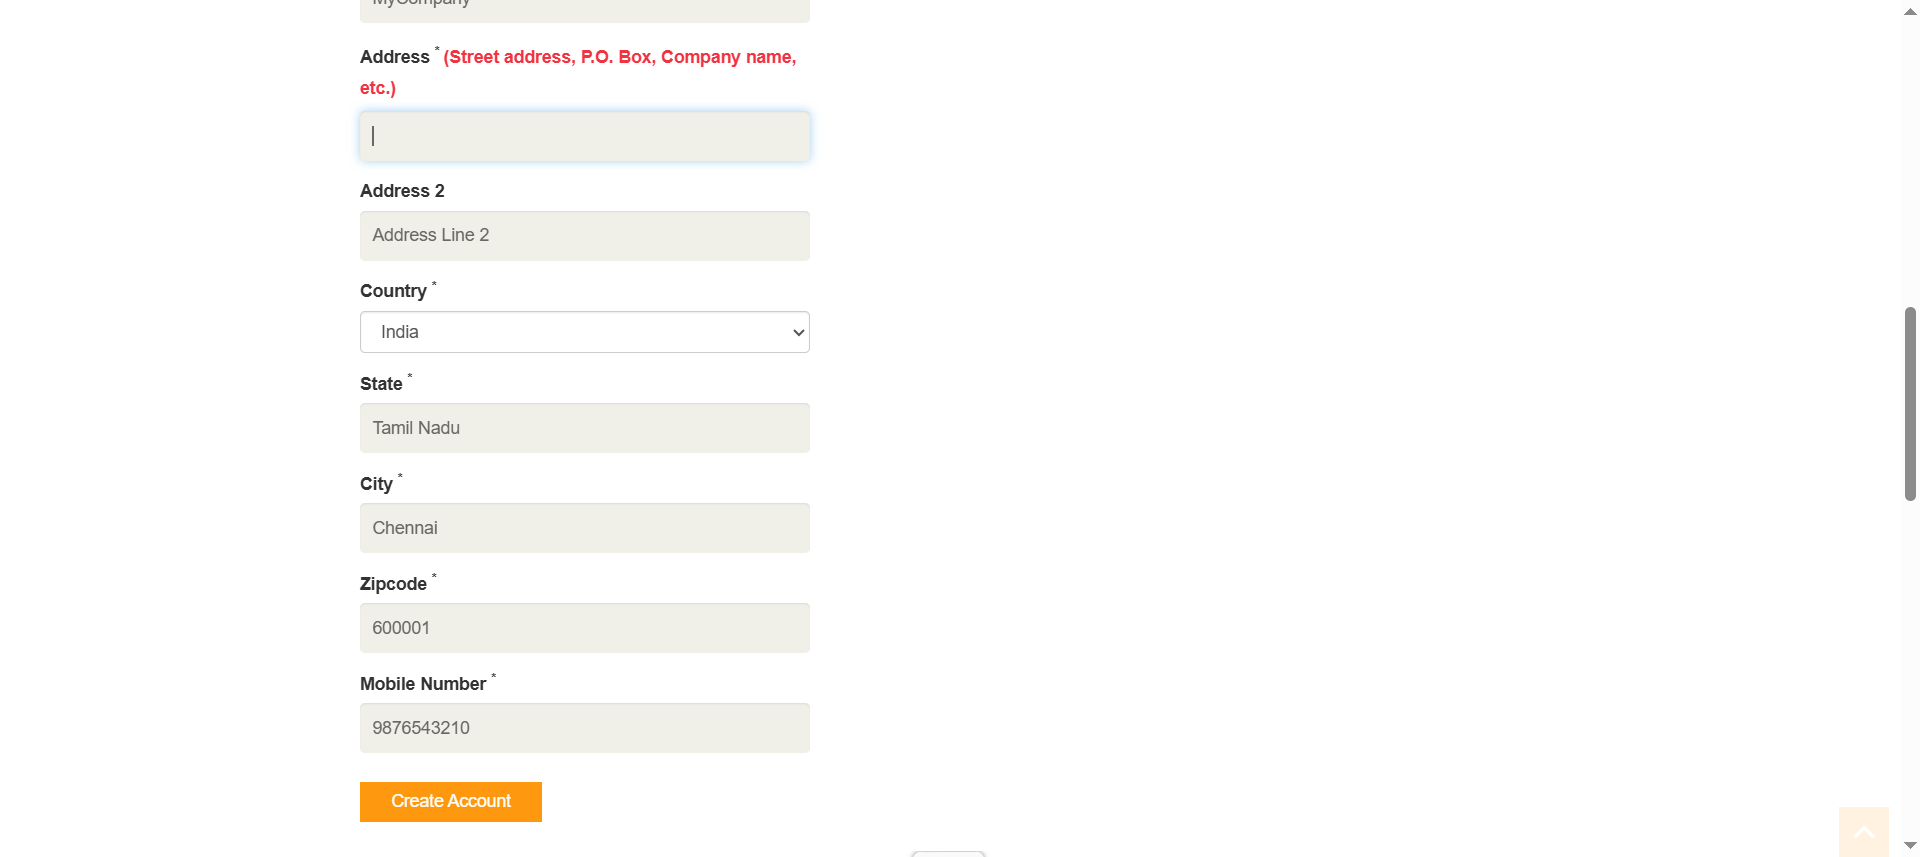 MyCompany
Address * (Street address, P.O. Box, Company name,
etc.)
Address 2
Address Line 2
Country *
India
State *
Tamil Nadu
City *
Chennai
Zipcode *
600001
Mobile Number *
9876543210
Create Account